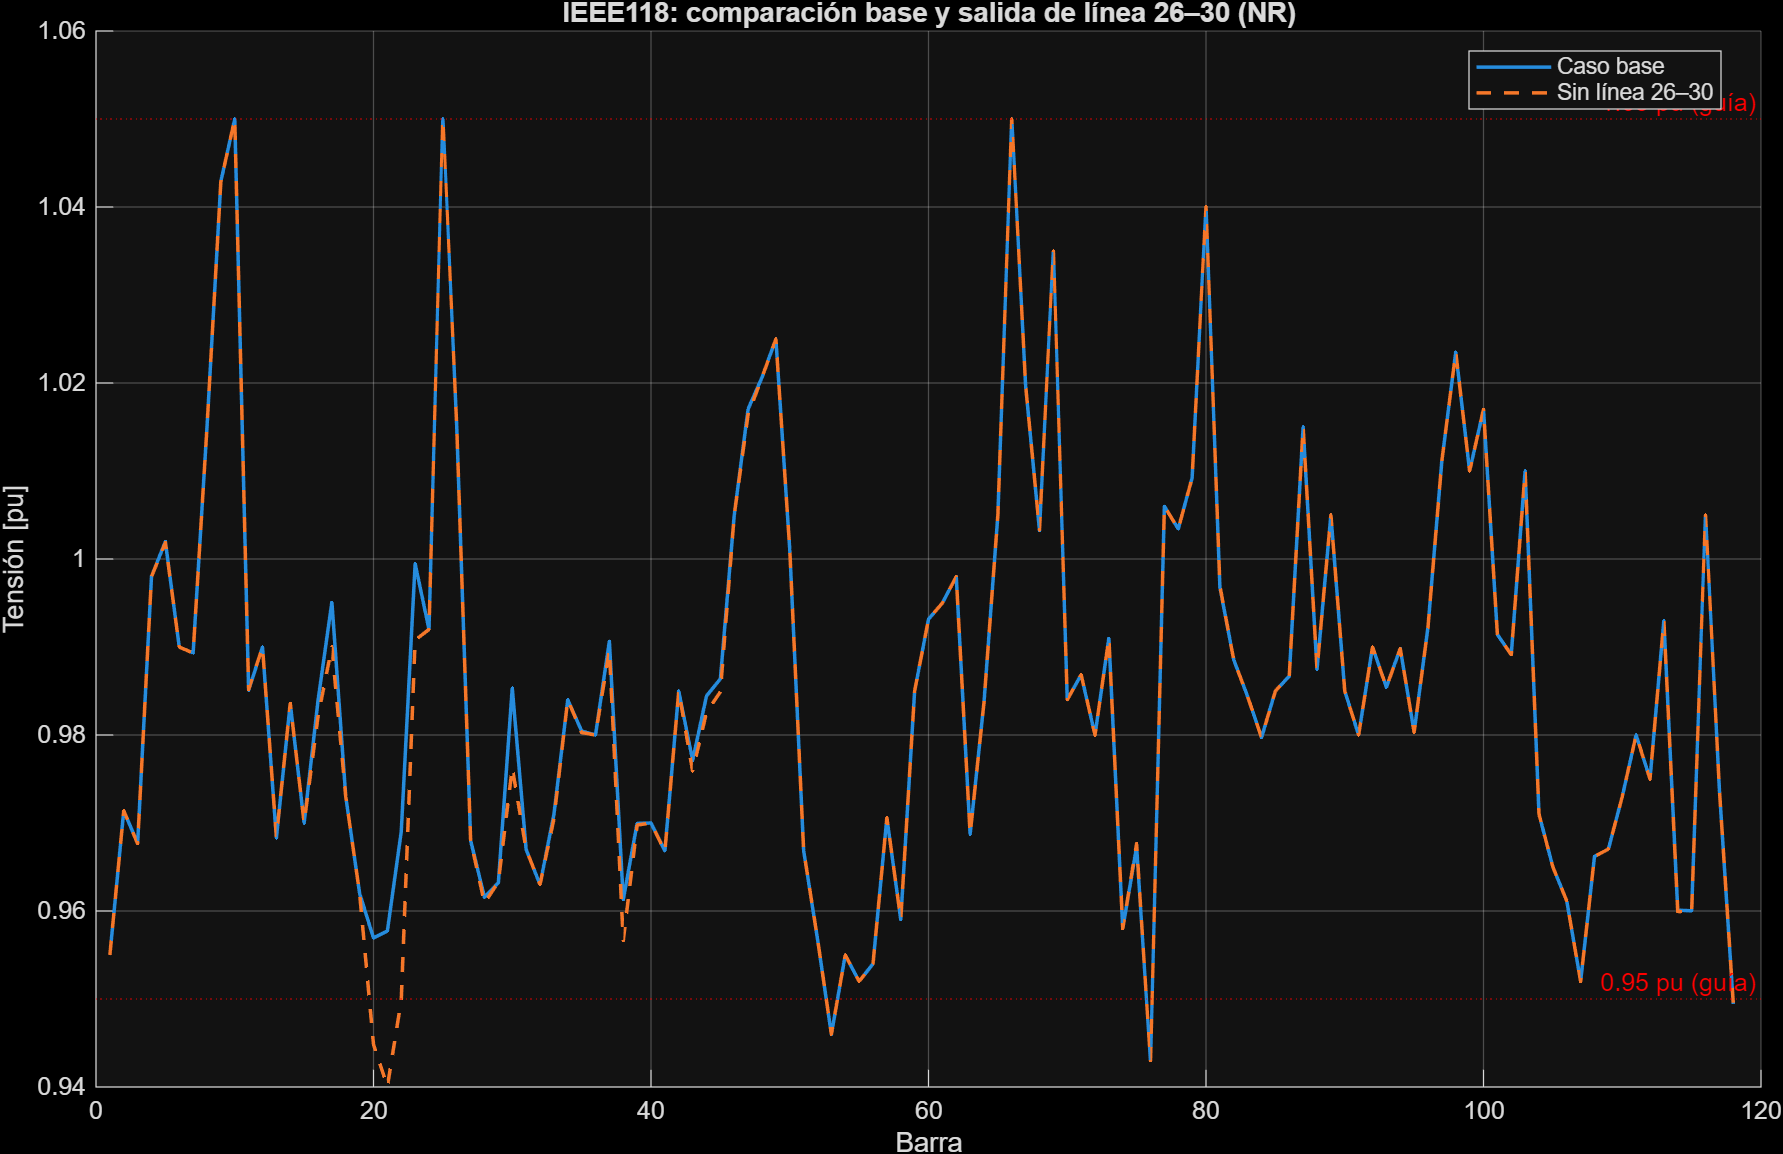 IEEE118: comparación base y salida de línea 26–30 (NR)
Caso base
Sin línea 26–30
pu (guía)
1.06
1.04
1.02
1
0.98
0.96
0.94
Tensión [pu]
0.95 pu (guía)
0
20
40
60
80
100
120
Barra